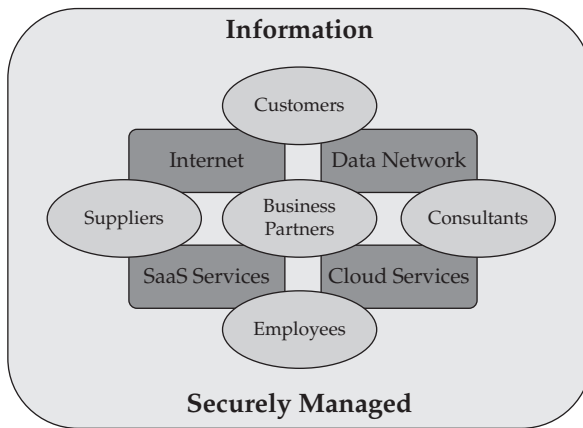 Information
Customers
Internet
Data Network
Suppliers
Business
Partners
Consultants
SaaS Services
Cloud Services
Employees
Securely Managed